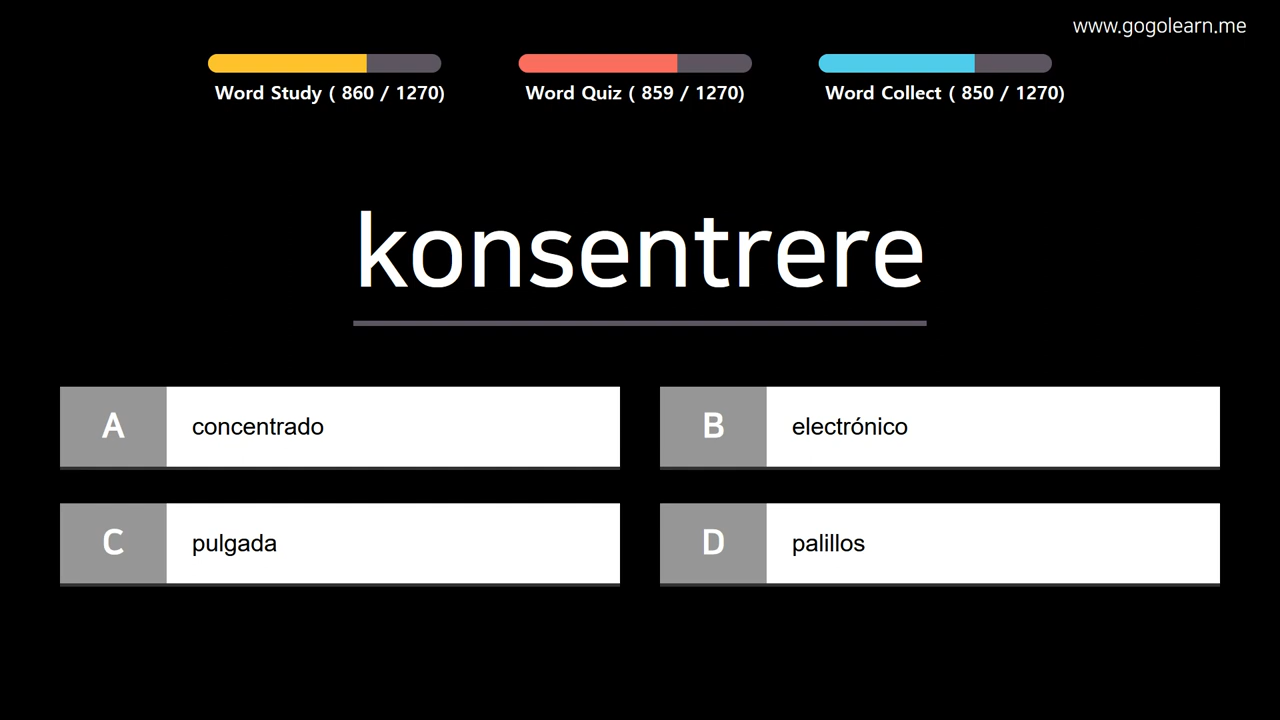 www.gogolearn.me
Word Study ( 860 / 1270)
Word Quiz ( 859 / 1270)
Word Collect ( 850 / 1270)
konsentrere
A concentrado
B electrónico
C pulgada
D palillos